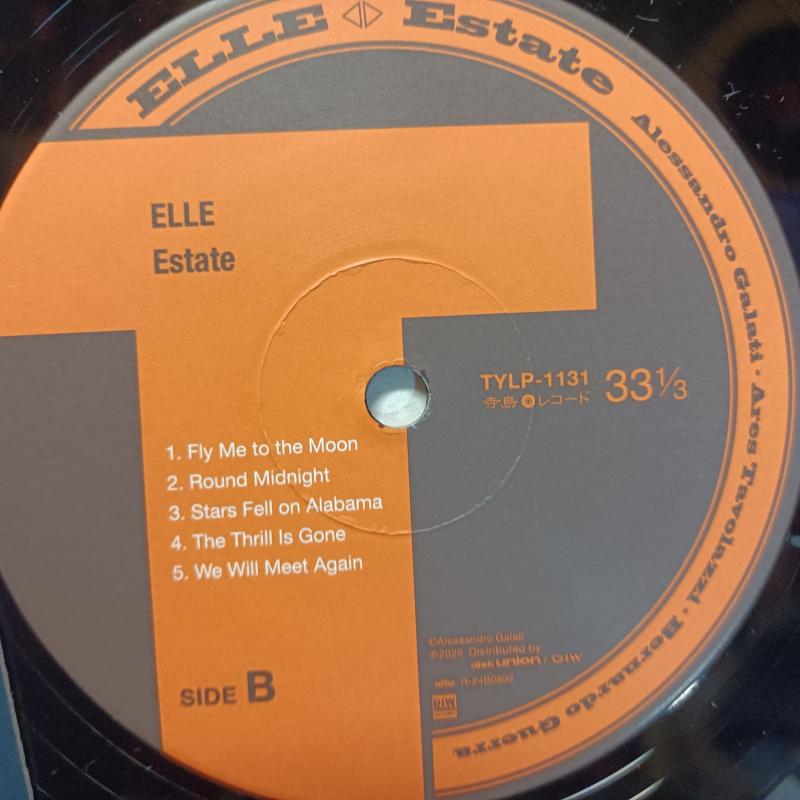 ELLE Estate
Alessandro Galati · Ares Tavolazzi · Bernardo Guerra
ELLE
Estate
TYLP-1131 33⅓
寺島レコード
1. Fly Me to the Moon
2. Round Midnight
3. Stars Fell on Alabama
4. The Thrill Is Gone
5. We Will Meet Again
SIDE B
©Alessandro Galati
℗2025 Distributed by
disk union / DIW
R-24B0892
DIW